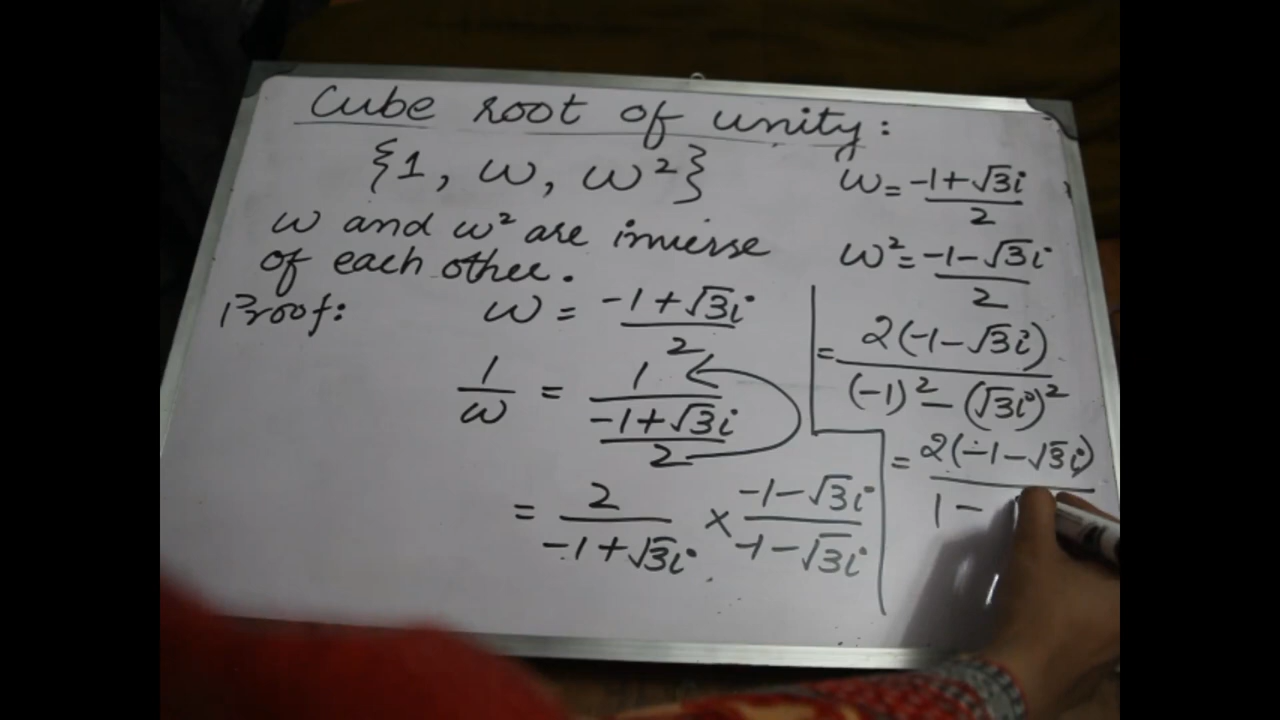 Cube root of unity:
{1, ω, ω²}
ω = -1+√3i / 2
ω² = -1-√3i / 2
ω and ω² are inverse
of each other.
Proof: ω = -1+√3i / 2
1/ω = 1 / (-1+√3i / 2)
= 2 / -1+√3i × -1-√3i / -1-√3i
= 2(-1-√3i) / (-1)² - (√3i)²
= 2(-1-√3i) / 1 -